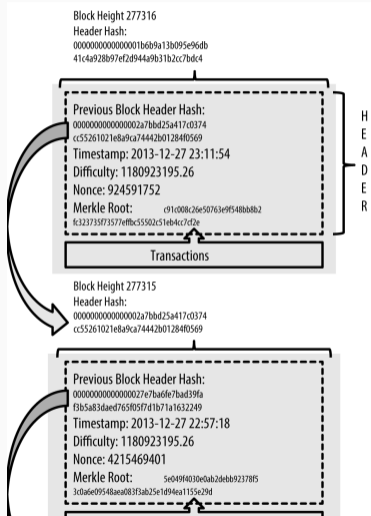 Block Height 277316
Header Hash:
0000000000000001b6b9a13b095e96db
41c4a928b97ef2d944a9b31b2cc7bdc4
Previous Block Header Hash:
0000000000000002a7bbd25a417c0374
cc55261021e8a9ca74442b01284f0569
Timestamp: 2013-12-27 23:11:54
Difficulty: 1180923195.26
Nonce: 924591752
Merkle Root: c91c008c26e50763e9f548bb8b2
fc323735f73577effbc55502c51eb4cc7cf2e
Transactions
HEADER
Block Height 277315
Header Hash:
0000000000000002a7bbd25a417c0374
cc55261021e8a9ca74442b01284f0569
Previous Block Header Hash:
00000000000000027e7ba6fe7bad39fa
f3b5a83daed765f05f7d1b71a1632249
Timestamp: 2013-12-27 22:57:18
Difficulty: 1180923195.26
Nonce: 4215469401
Merkle Root: 5e049f4030e0ab2debb92378f5
3c0a6e09548aea083f3ab25e1d94ea1155e29d